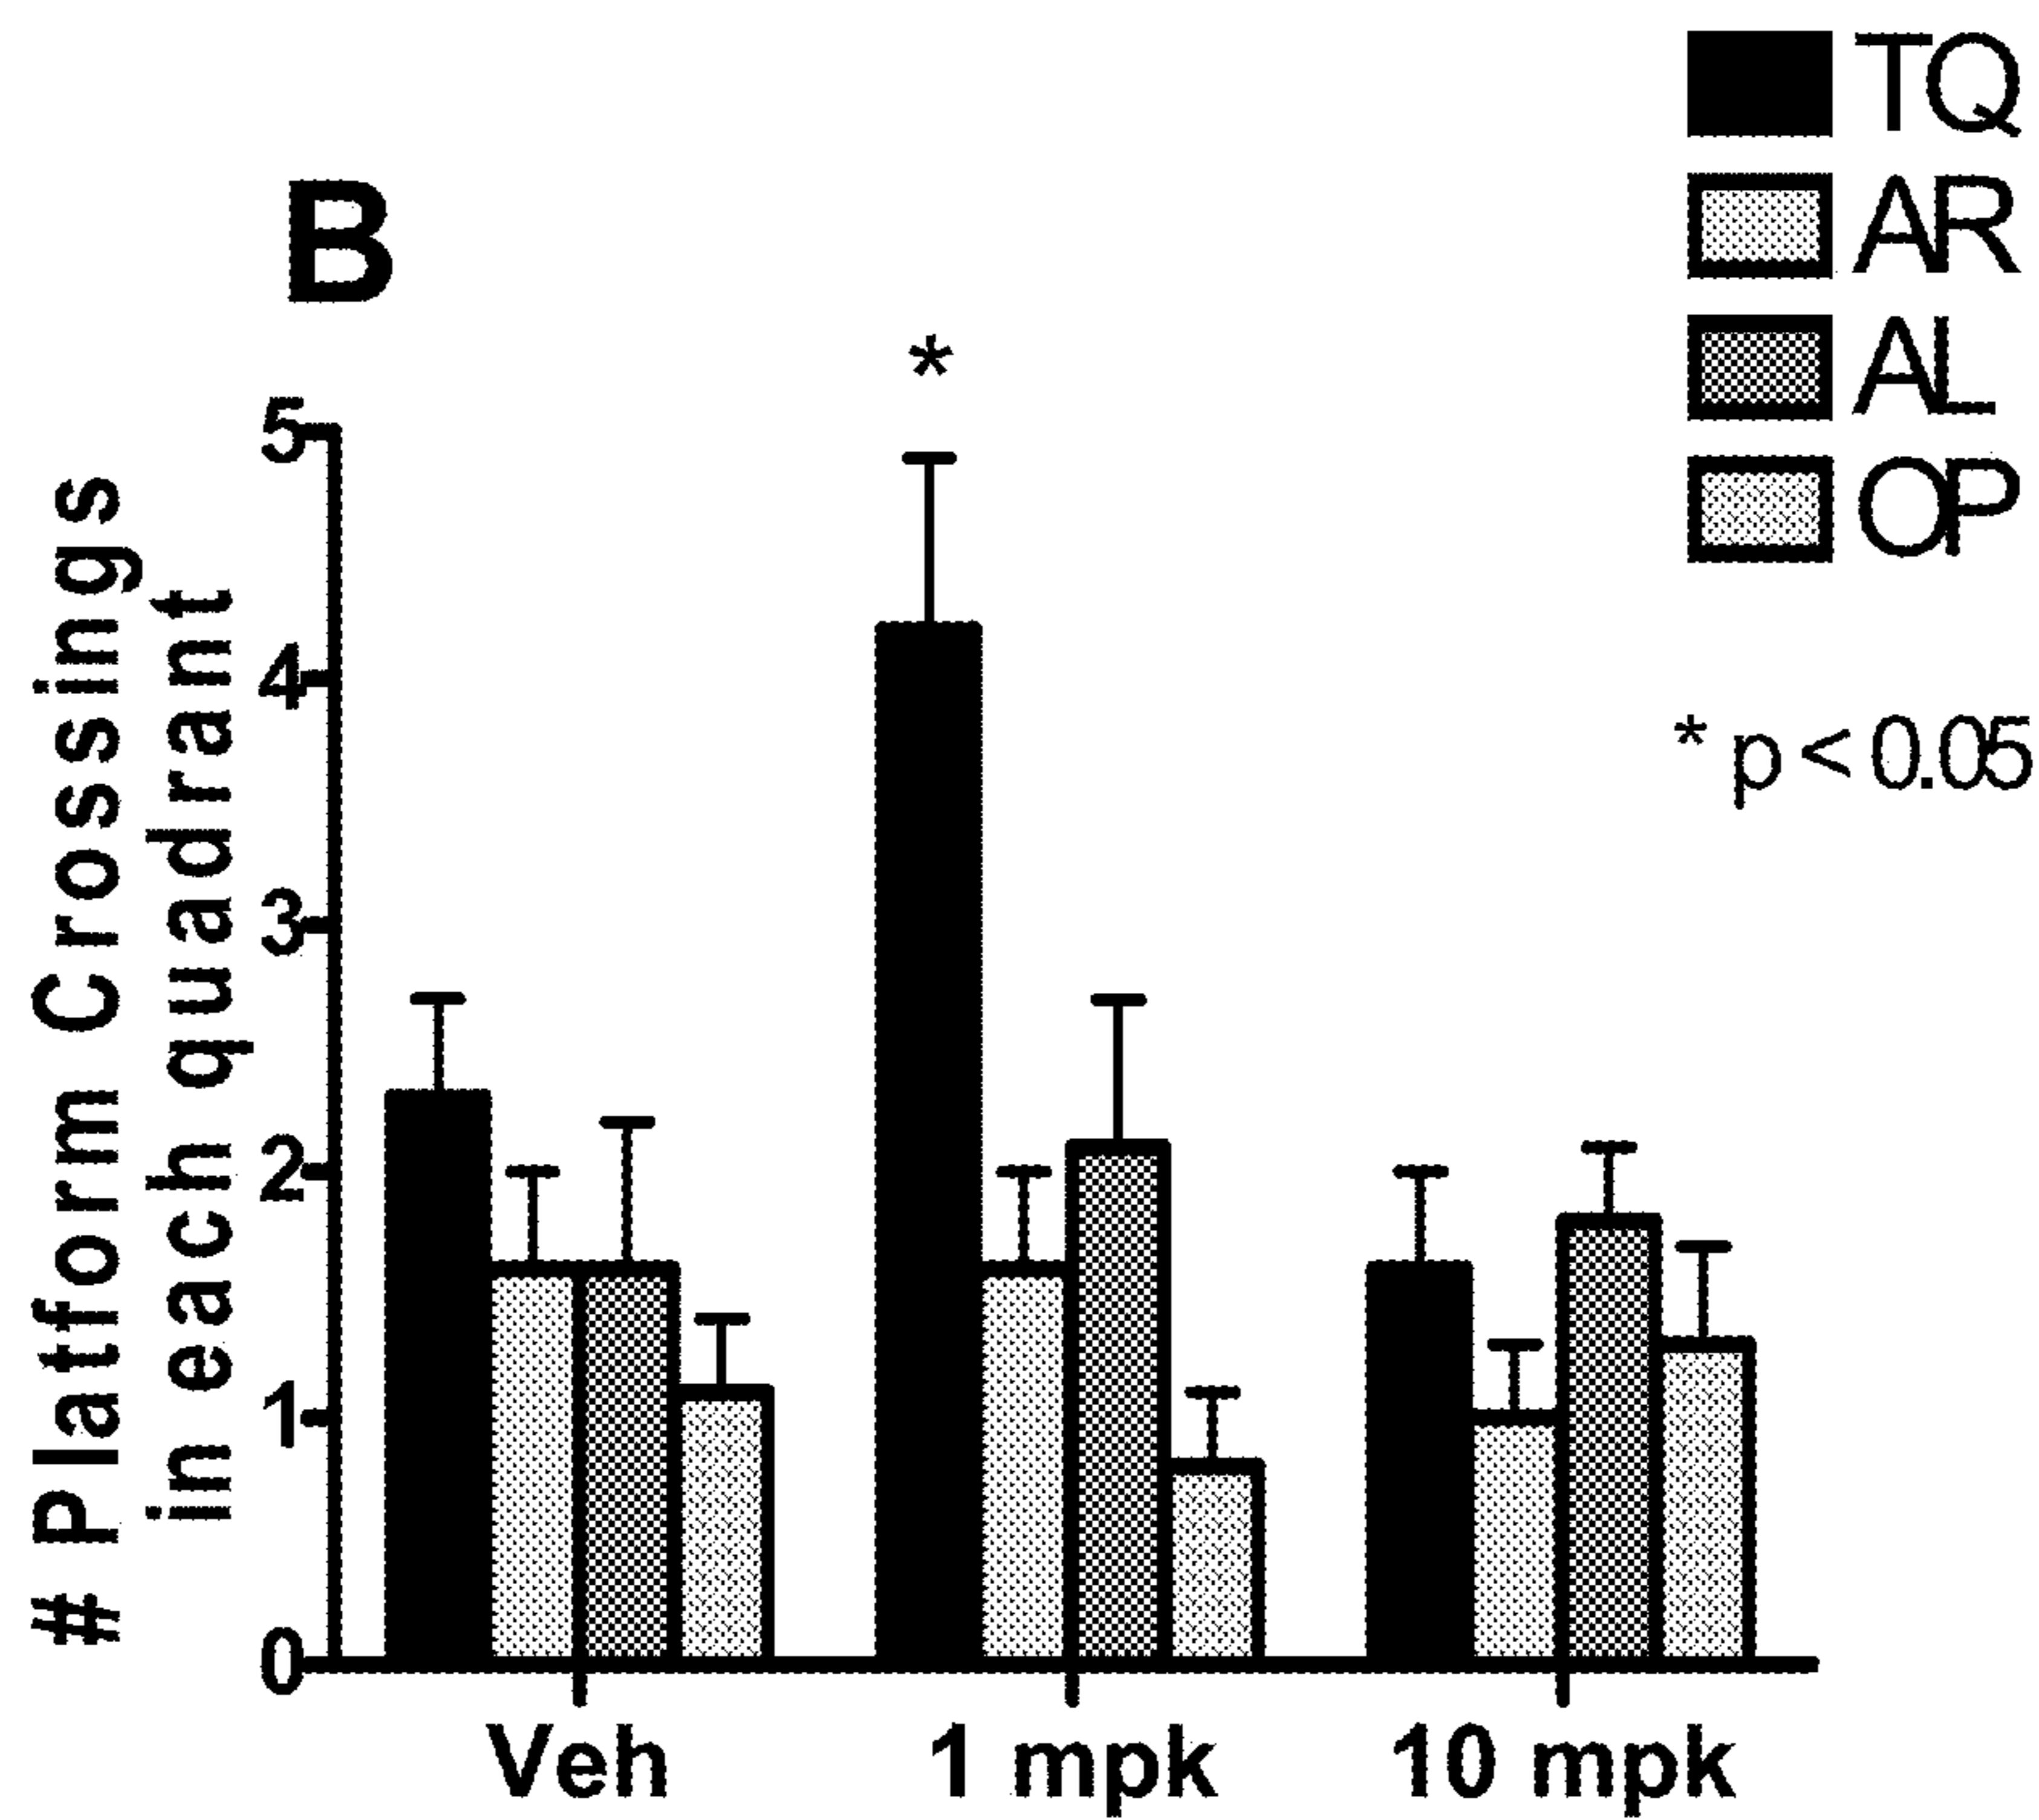 B
TQ
AR
AL
OP
*
* p < 0.05
# Platform Crossings
in each quadrant
5
4
3
2
1
0
Veh
1 mpk
10 mpk